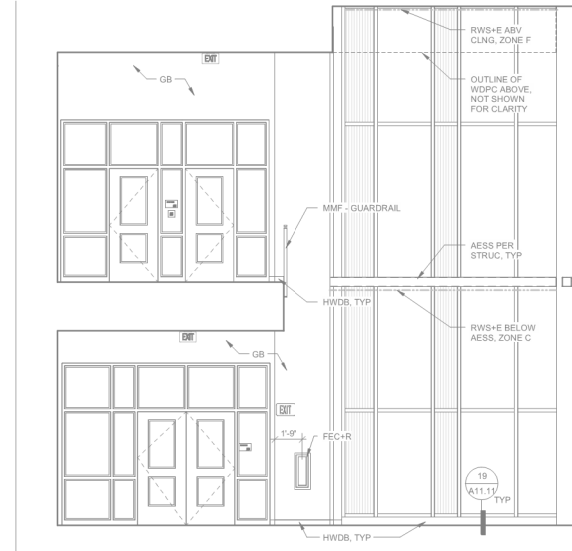 RWS+E ABV
CLNG, ZONE F
EXIT
GB
OUTLINE OF
WDPC ABOVE,
NOT SHOWN
FOR CLARITY
MMF - GUARDRAIL
AESS PER
STRUC, TYP
HWDB, TYP
RWS+E BELOW
AESS, ZONE C
EXIT
GB
EXIT
1'-9"
FEC+R
19
A11.11
TYP
HWDB, TYP